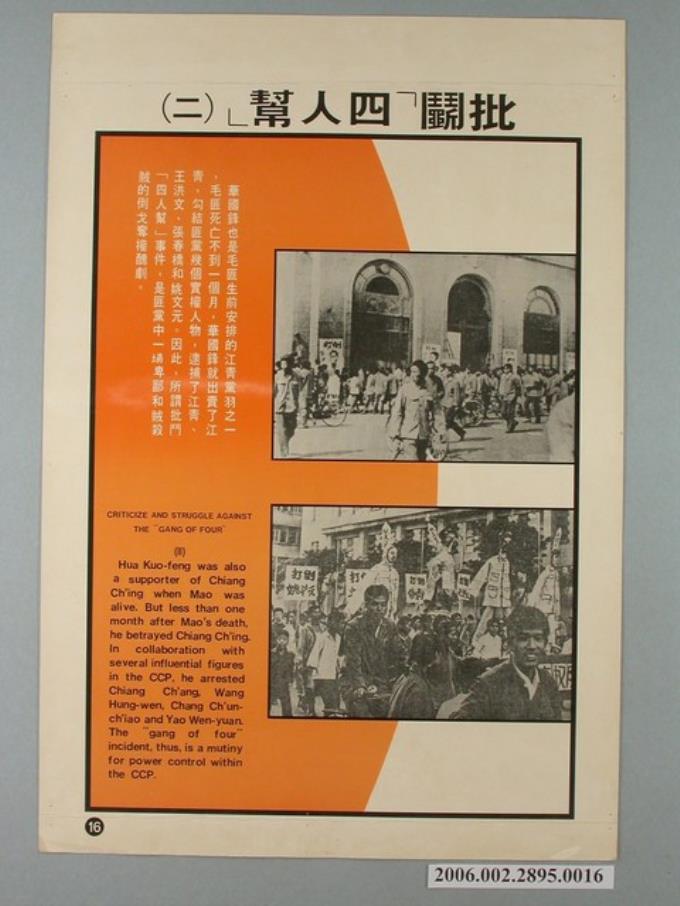 批鬬「四人幫」(二)
華國鋒也是毛匪生前安排的江青黨羽之一
，毛匪死亡不到一個月，華國鋒就出賣了江
青，勾結匪黨幾個實權人物，逮捕了江青、
王洪文、張春橋和姚文元。因此，所謂批鬥
「四人幫」事件，是匪黨中一場卑鄙和賊殺
賊的倒戈奪權醜劇。
CRITICIZE AND STRUGGLE AGAINST
THE "GANG OF FOUR"
(II)
Hua Kuo-feng was also
a supporter of Chiang
Ch'ing when Mao was
alive. But less than one
month after Mao's death,
he betrayed Chiang Ch'ing.
In collaboration with
several influential figures
in the CCP, he arrested
Chiang Ch'ang, Wang
Hung-wen, Chang Ch'un-
ch'iao and Yao Wen-yuan.
The "gang of four"
incident, thus, is a mutiny
for power control within
the CCP.
打倒
打倒
打倒
16
2006.002.2895.0016